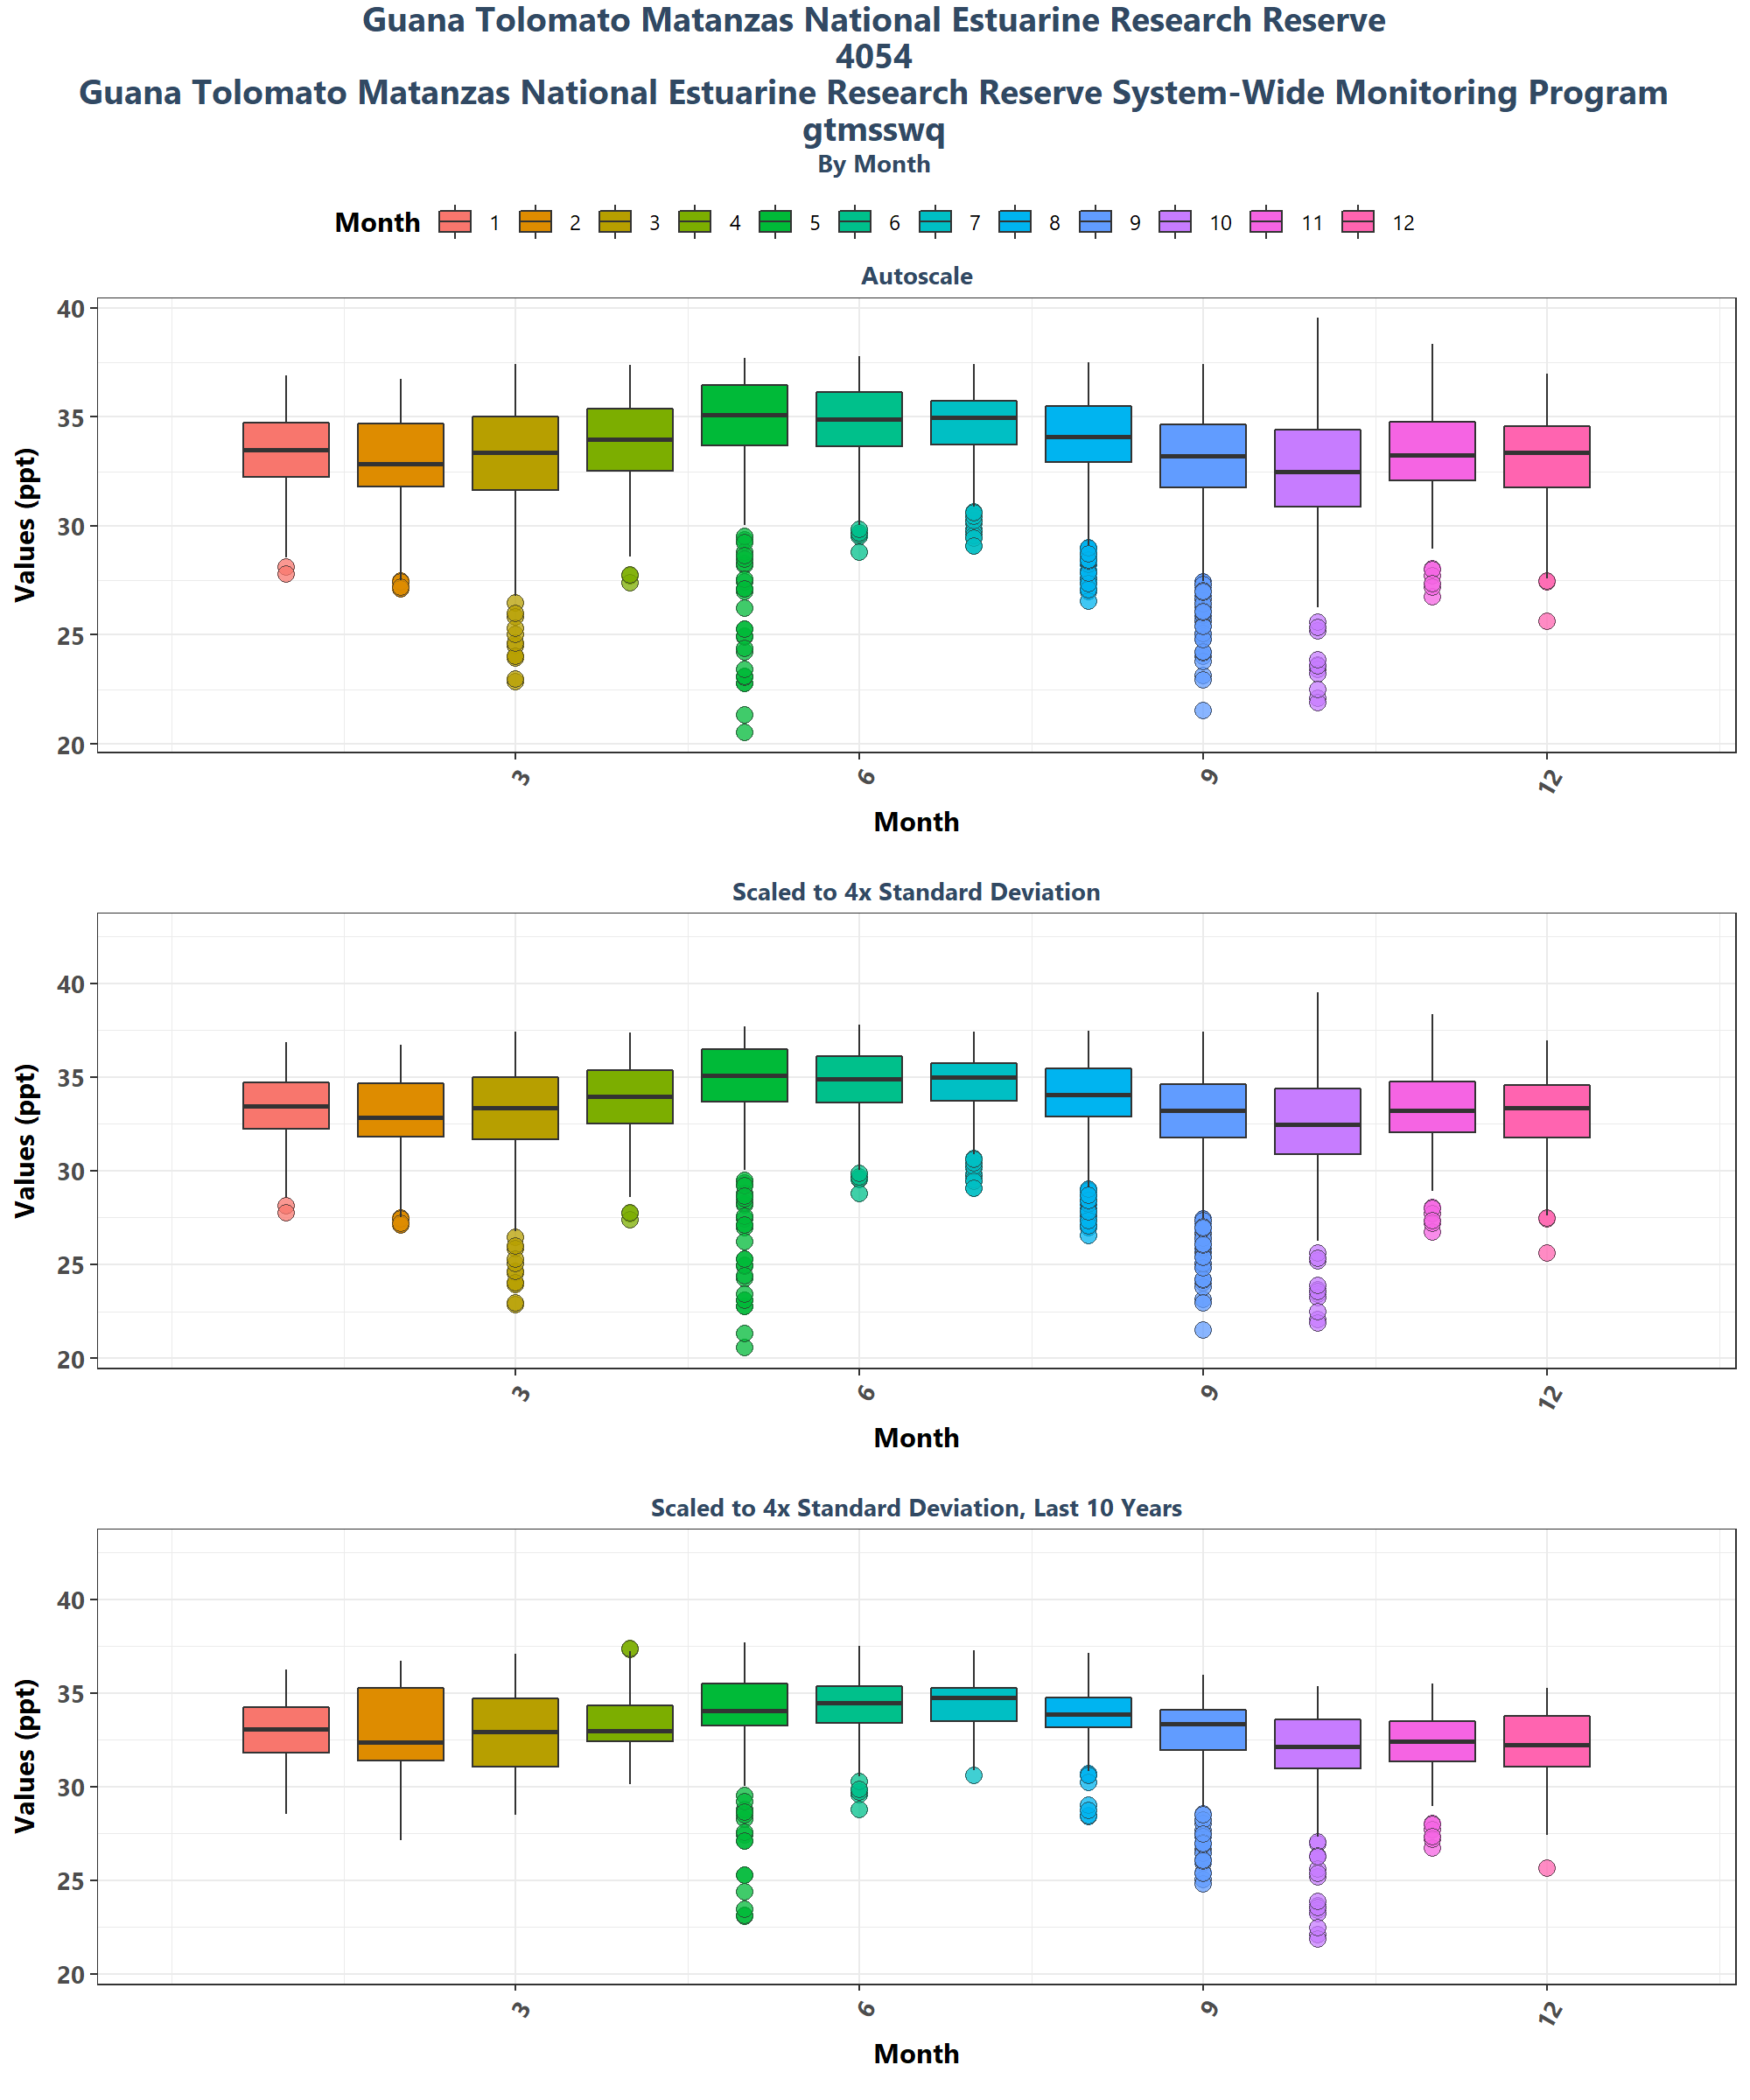 Guana Tolomato Matanzas National Estuarine Research Reserve
4054
Guana Tolomato Matanzas National Estuarine Research Reserve System-Wide Monitoring Program
gtmsswq
By Month
Month 1 2 3 4 5 6 7 8 9 10 11 12
Autoscale
Values (ppt)
40
35
30
25
20
3 6 9 12
Month
Scaled to 4x Standard Deviation
Values (ppt)
40
35
30
25
20
3 6 9 12
Month
Scaled to 4x Standard Deviation, Last 10 Years
Values (ppt)
40
35
30
25
20
3 6 9 12
Month